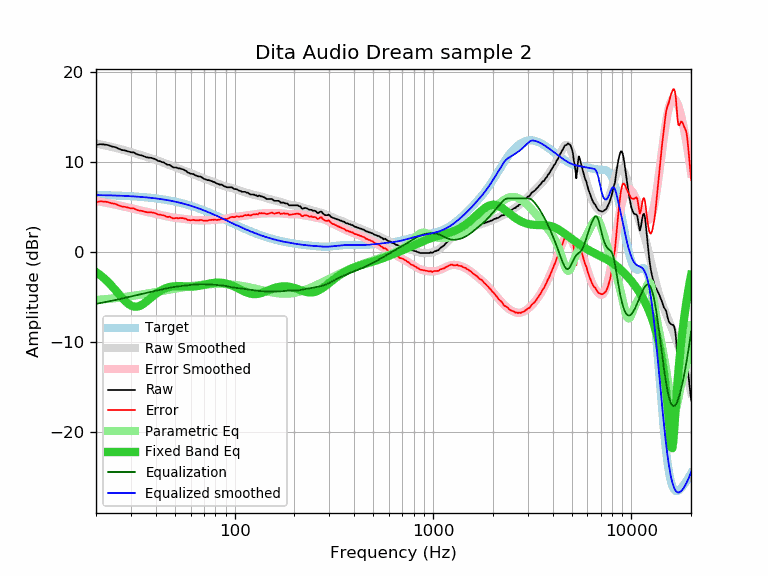 Dita Audio Dream sample 2
20
10
0
−10
−20
Amplitude (dBr)
Target
Raw Smoothed
Error Smoothed
Raw
Error
Parametric Eq
Fixed Band Eq
Equalization
Equalized smoothed
100
1000
10000
Frequency (Hz)